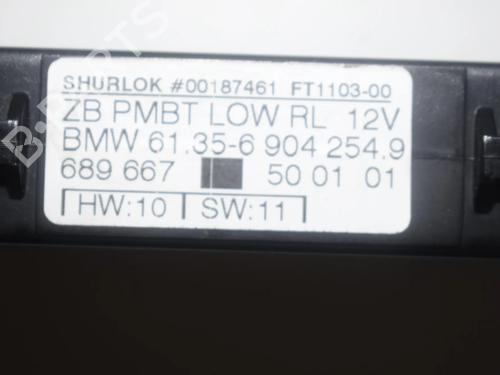 SHURLOK #00187461 FT1103-00
ZB PMBT LOW RL 12V
BMW 61.35-6 904 254.9
689 667 50 01 01
HW:10 SW:11